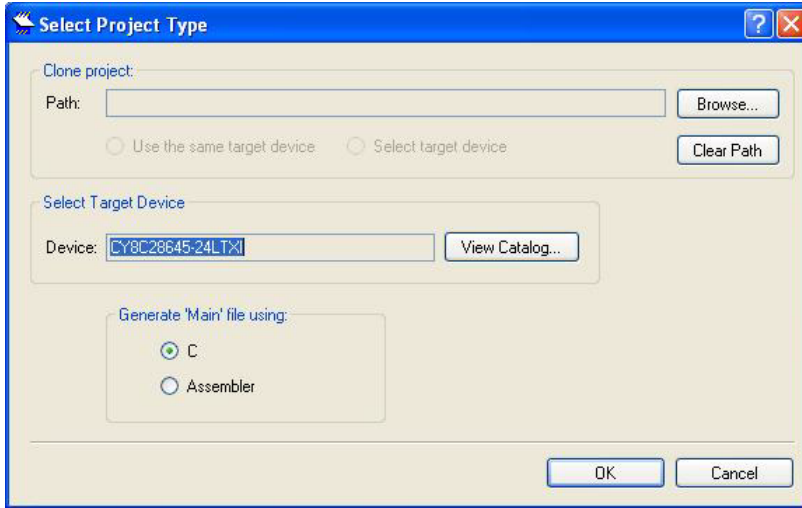 Select Project Type
Clone project:
Path: Browse...
Use the same target device Select target device Clear Path
Select Target Device
Device: CY8C28645-24LTXI View Catalog...
Generate 'Main' file using:
C
Assembler
OK Cancel